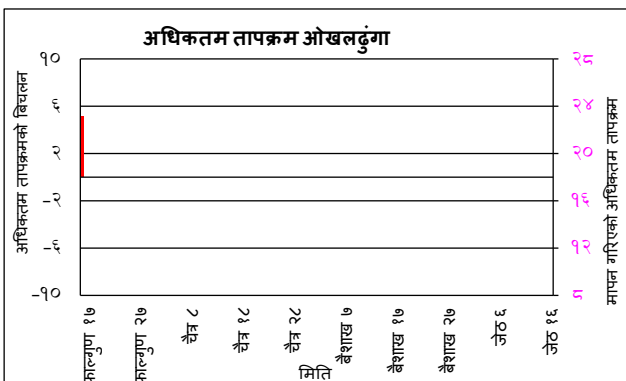 अधिकतम तापक्रम ओखलढुंगा
अधिकतम तापक्रमको बिचलन
१०
६
२
−२
−६
−१०
२८
२४
२०
१६
१२
८
मापन गरिएको अधिकतम तापक्रम
फाल्गुण १७
फाल्गुण २७
चैत्र ८
चैत्र १८
चैत्र २८
बैशाख ७
बैशाख १७
बैशाख २७
जेठ ६
जेठ १६
मिति